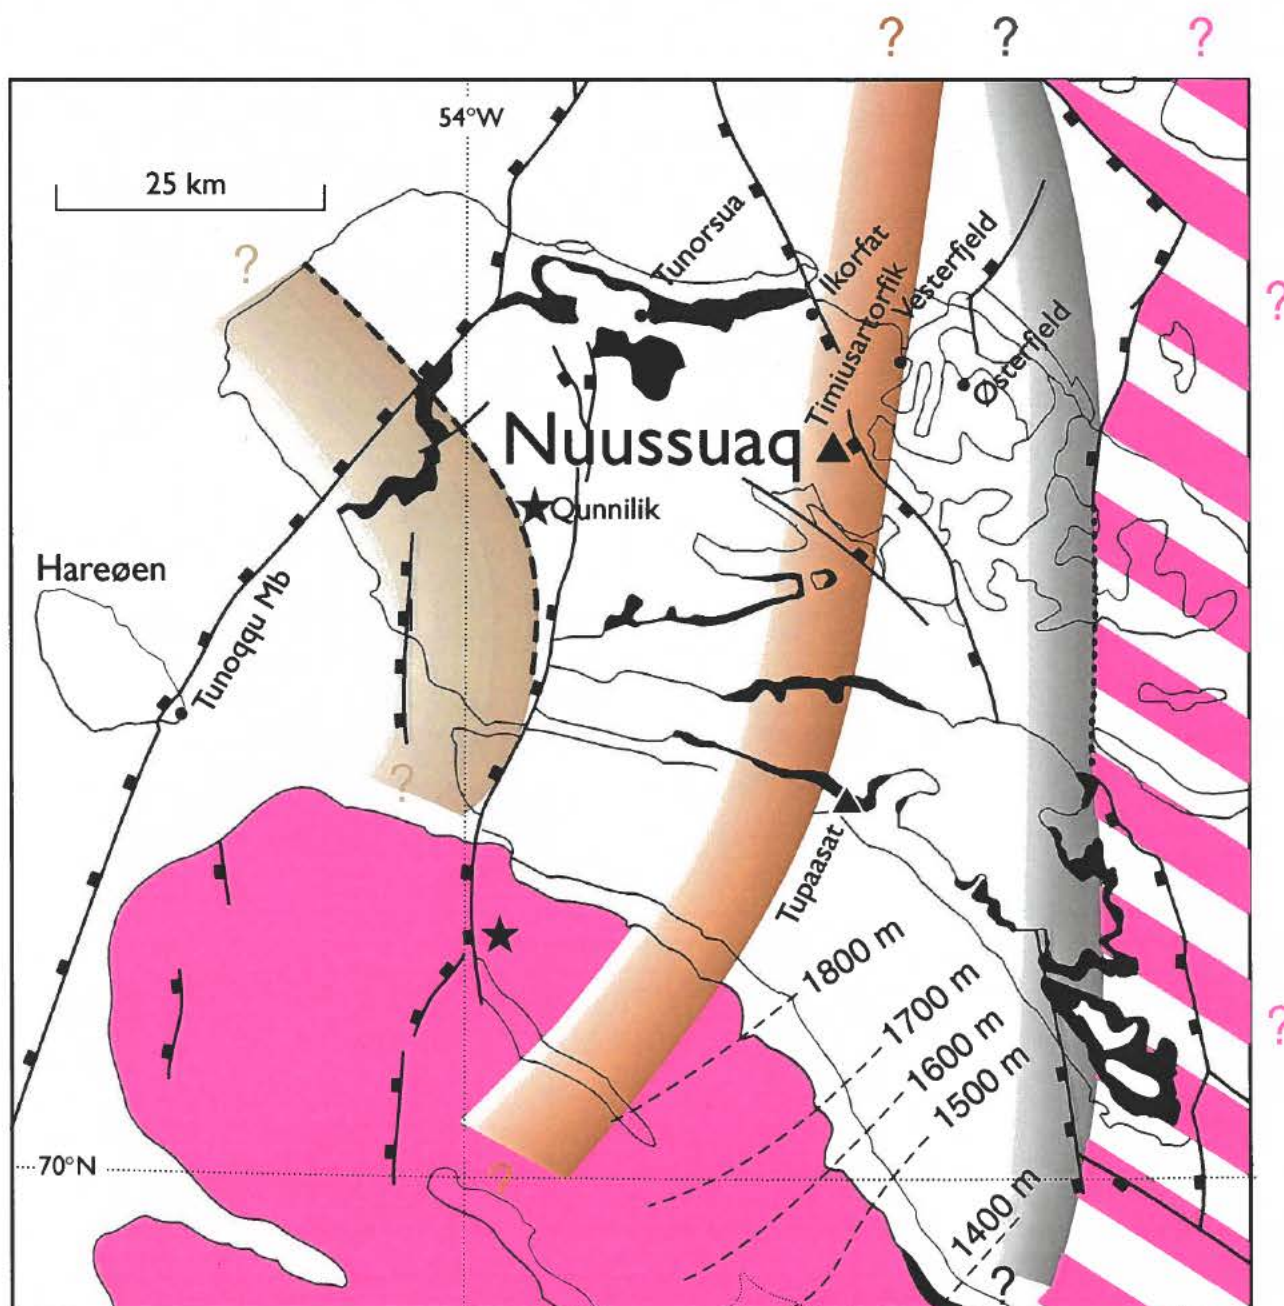 ? ? ?
54°W
25 km
?
Tunorsua
Ikorfat
Vesterfjeld
Timiusartorfik
Østerfjeld
?
Nuussuaq
Qunnilik
Hareøen
Tunoqqu Mb
?
Tupaasat
1800 m
1700 m
1600 m
1500 m
?
70°N
?
1400 m
?